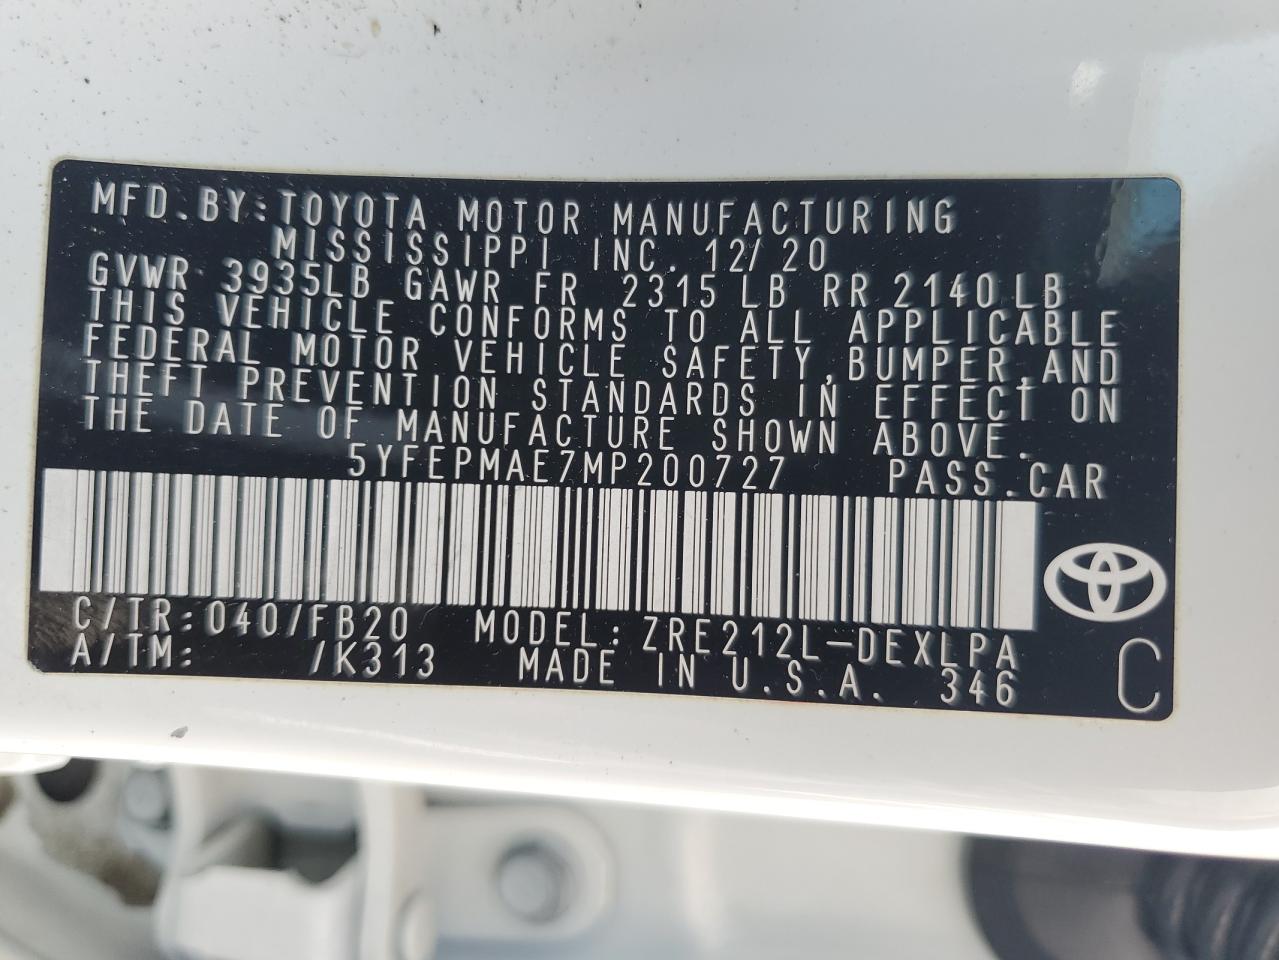 MFD.BY:TOYOTA MOTOR MANUFACTURING
MISSISSIPPI INC. 12/20
GVWR 3935LB GAWR FR 2315LB RR 2140LB
THIS VEHICLE CONFORMS TO ALL APPLICABLE
FEDERAL MOTOR VEHICLE SAFETY,BUMPER,AND
THEFT PREVENTION STANDARDS IN EFFECT ON
THE DATE OF MANUFACTURE SHOWN ABOVE.
5YFEPMAE7MP200727 PASS.CAR
C/TR:040/FB20 MODEL:ZRE212L-DEXLPA
A/TM: /K313 MADE IN U.S.A. 346 C